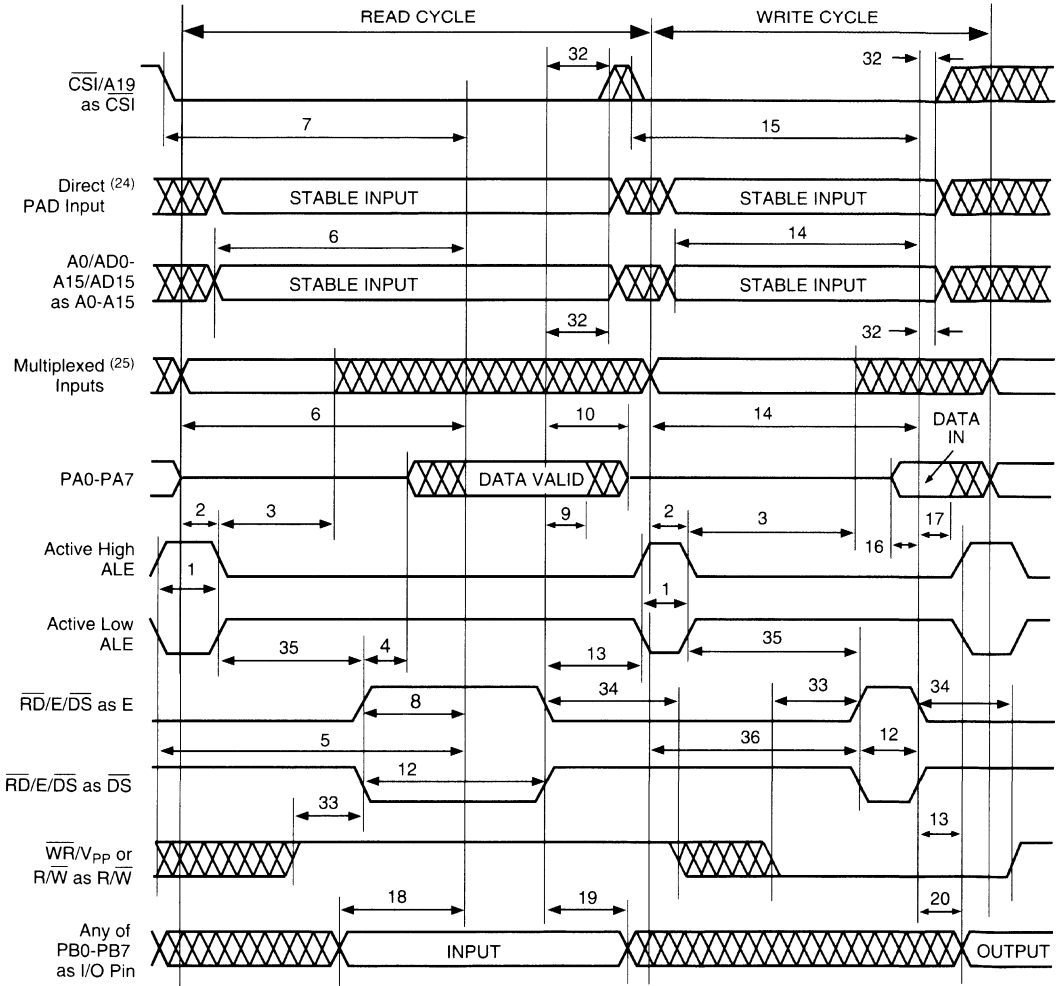 READ CYCLE
WRITE CYCLE
32
32
CSI/A19
as CSI
7
15
Direct (24)
PAD Input
STABLE INPUT
STABLE INPUT
6
14
A0/AD0-
A15/AD15
as A0-A15
STABLE INPUT
STABLE INPUT
32
32
Multiplexed (25)
Inputs
6
10
14
DATA
IN
PA0-PA7
DATA VALID
2
3
9
2
3
17
16
Active High
ALE
1
1
Active Low
ALE
35
4
13
35
RD/E/DS as E
8
34
33
34
5
36
12
RD/E/DS as DS
12
33
13
WR/VPP or
R/W as R/W
18
19
20
Any of
PB0-PB7
as I/O Pin
INPUT
OUTPUT